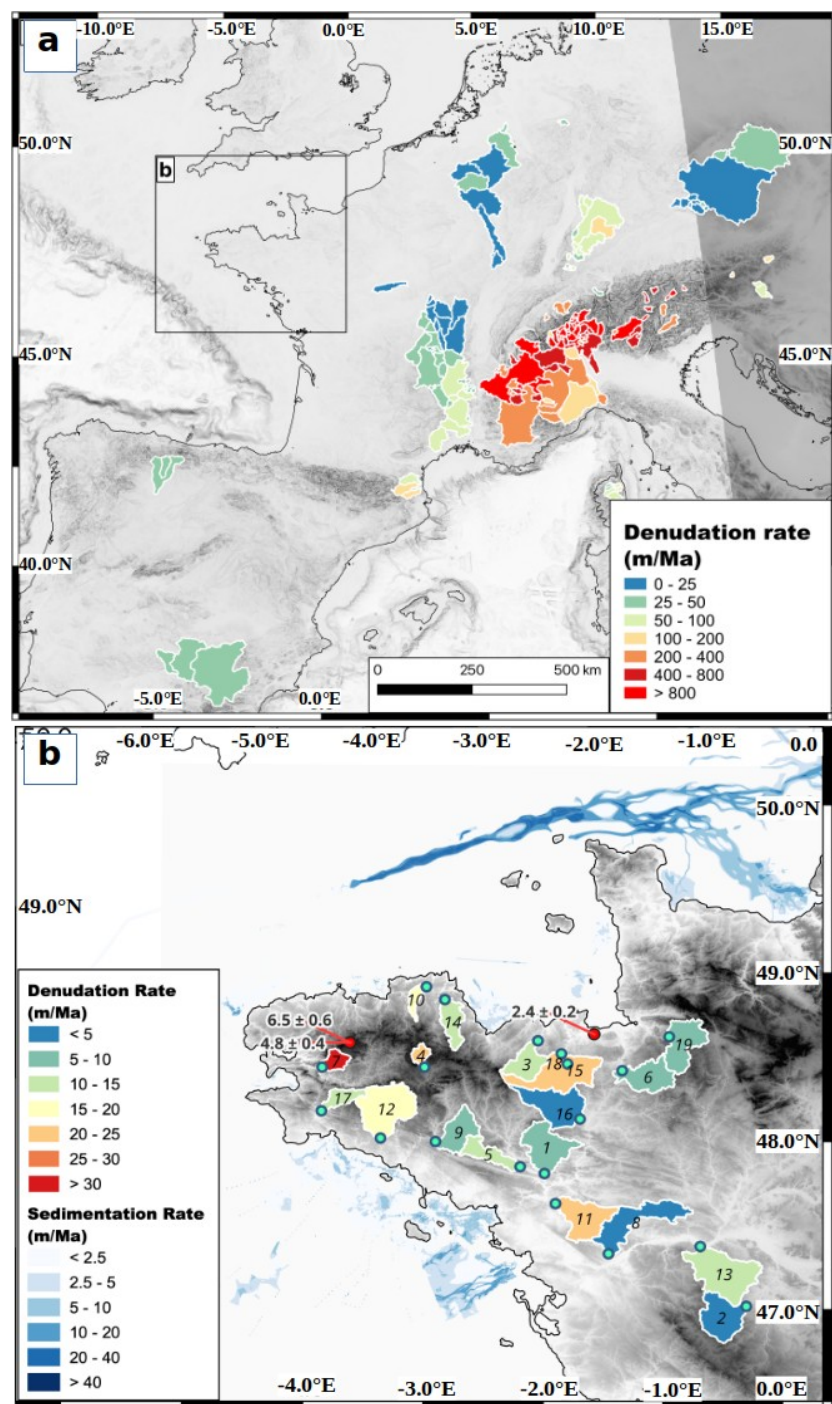 a
-10.0°E -5.0°E 0.0°E 5.0°E 10.0°E 15.0°E
50.0°N 50.0°N
b
45.0°N 45.0°N
40.0°N
Denudation rate
(m/Ma)
0 - 25
25 - 50
50 - 100
100 - 200
200 - 400
400 - 800
> 800
0 250 500 km
-5.0°E 0.0°E
b
-6.0°E -5.0°E -4.0°E -3.0°E -2.0°E -1.0°E 0.0
50.0°N
49.0°N
49.0°N
Denudation Rate
(m/Ma)
< 5
5 - 10
10 - 15
15 - 20
20 - 25
25 - 30
> 30
Sedimentation Rate
(m/Ma)
< 2.5
2.5 - 5
5 - 10
10 - 20
20 - 40
> 40
6.5 ± 0.6
4.8 ± 0.4
2.4 ± 0.2
10
14
4
7
3
18
15
19
6
17
12
16
9
5
1
48.0°N
11
8
13
2
47.0°N
-4.0°E -3.0°E -2.0°E -1.0°E 0.0°E